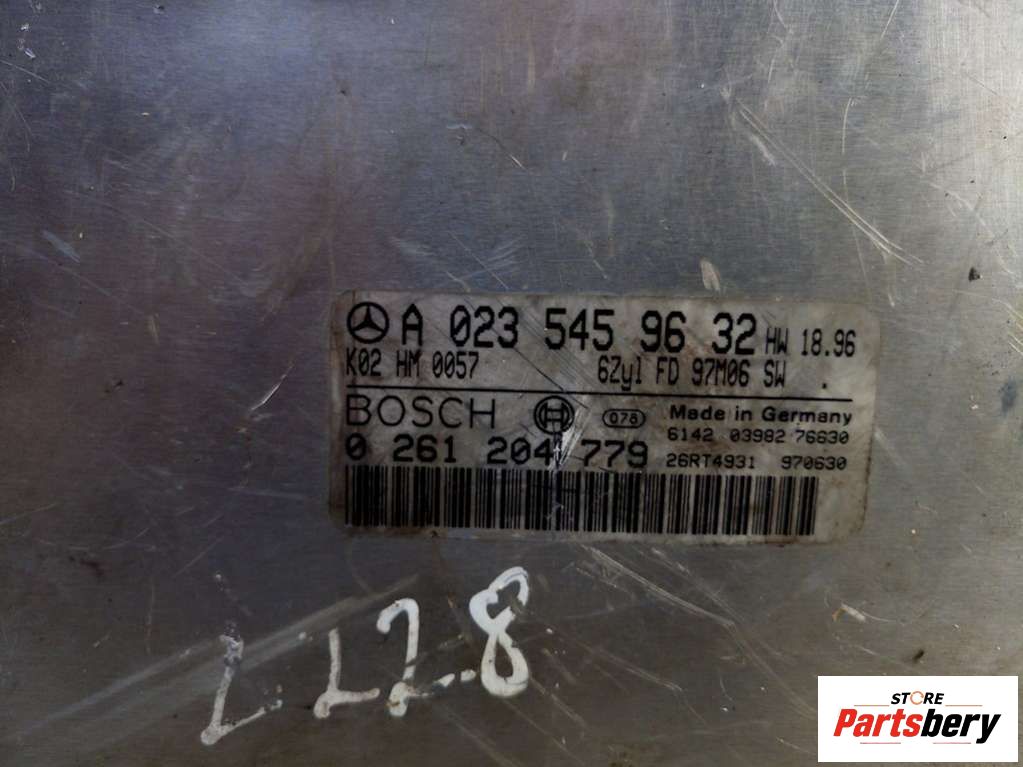 A 023 545 96 32 HW 18.96
K02 HM 0057 6Zyl FD 97M06 SW .
BOSCH 078 Made in Germany
6142 03982 76630
0 261 204 779 26RT4931 970630
STORE
Partsbery